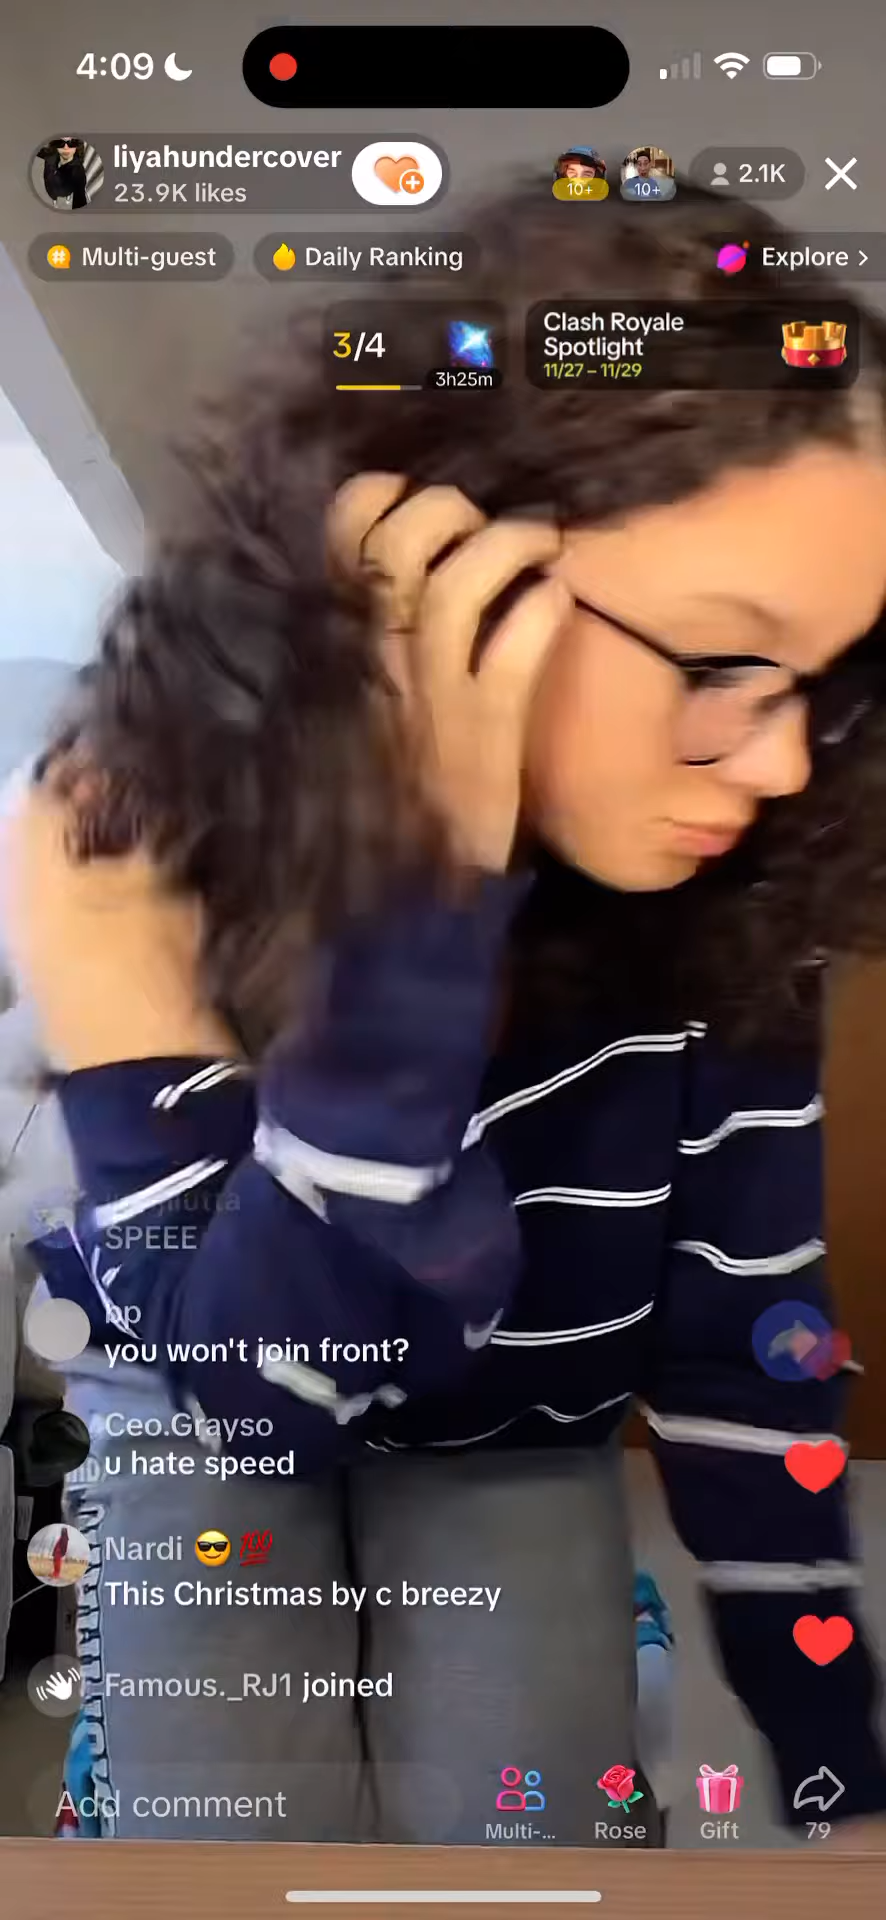 4:09
liyahundercover
23.9K likes
10+
10+
2.1K
Multi-guest
Daily Ranking
Explore >
3/4
3h25m
Clash Royale
Spotlight
11/27 – 11/29
SPEEE
bp
you won't join front?
Ceo.Grayso
u hate speed
Nardi 😎 💯
This Christmas by c breezy
Famous._RJ1 joined
Add comment
Multi-...
Rose
Gift
79